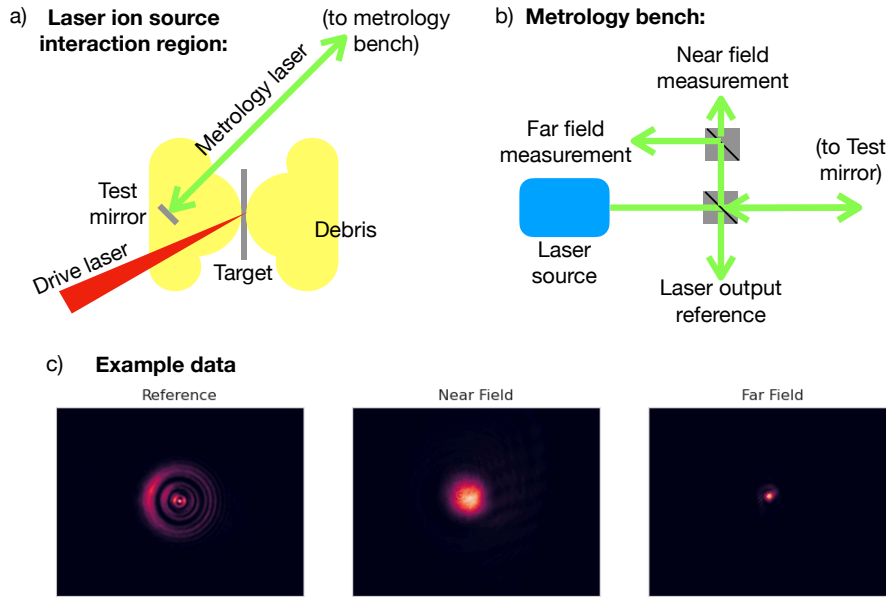 a) Laser ion source
interaction region:
(to metrology
bench)
Metrology laser
Test
mirror
Drive laser
Target
Debris
b) Metrology bench:
Near field
measurement
Far field
measurement
(to Test
mirror)
Laser
source
Laser output
reference
c) Example data
Reference
Near Field
Far Field